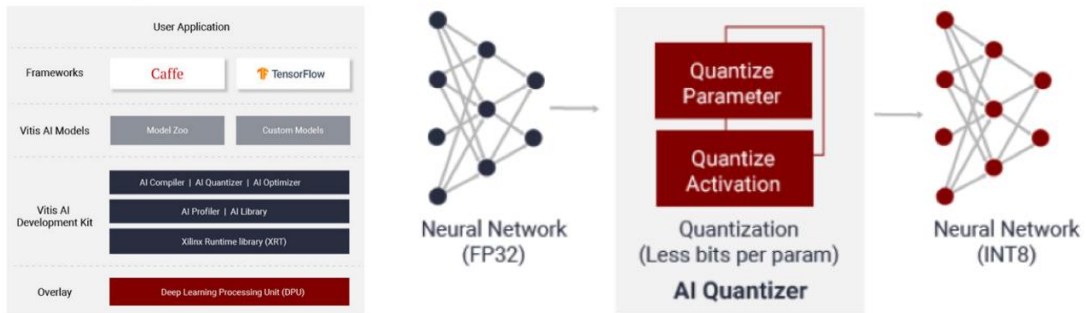 User Application
Frameworks
Caffe
TensorFlow
Vitis AI Models
Model Zoo
Custom Models
Vitis AI
Development Kit
AI Compiler | AI Quantizer | AI Optimizer
AI Profiler | AI Library
Xilinx Runtime library (XRT)
Overlay
Deep Learning Processing Unit (DPU)
Neural Network
(FP32)
Quantize
Parameter
Quantize
Activation
Quantization
(Less bits per param)
AI Quantizer
Neural Network
(INT8)